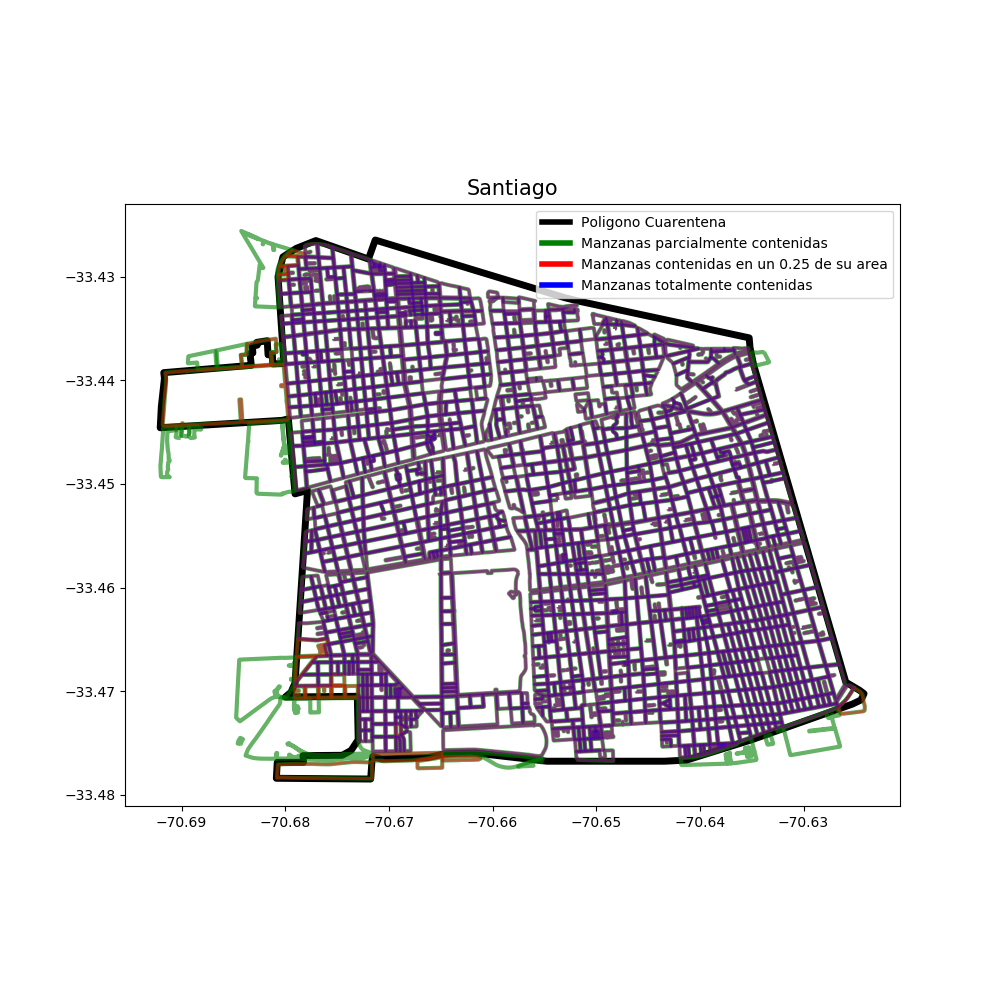 Santiago
Poligono Cuarentena
Manzanas parcialmente contenidas
Manzanas contenidas en un 0.25 de su area
Manzanas totalmente contenidas
−33.43
−33.44
−33.45
−33.46
−33.47
−33.48
−70.69 −70.68 −70.67 −70.66 −70.65 −70.64 −70.63